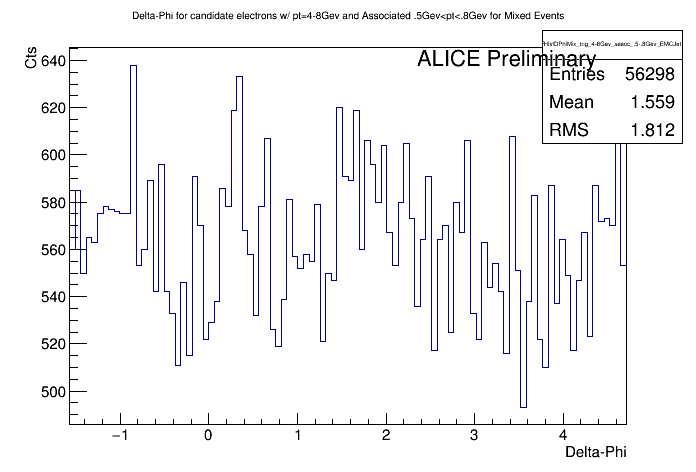 Delta-Phi for candidate electrons w/ pt=4-8Gev and Associated .5Gev<pt<.8Gev for Mixed Events
Cts
ALICE Preliminary
Entries 56298
Mean 1.559
RMS 1.812
640
620
600
580
560
540
520
500
−1 0 1 2 3 4
Delta-Phi